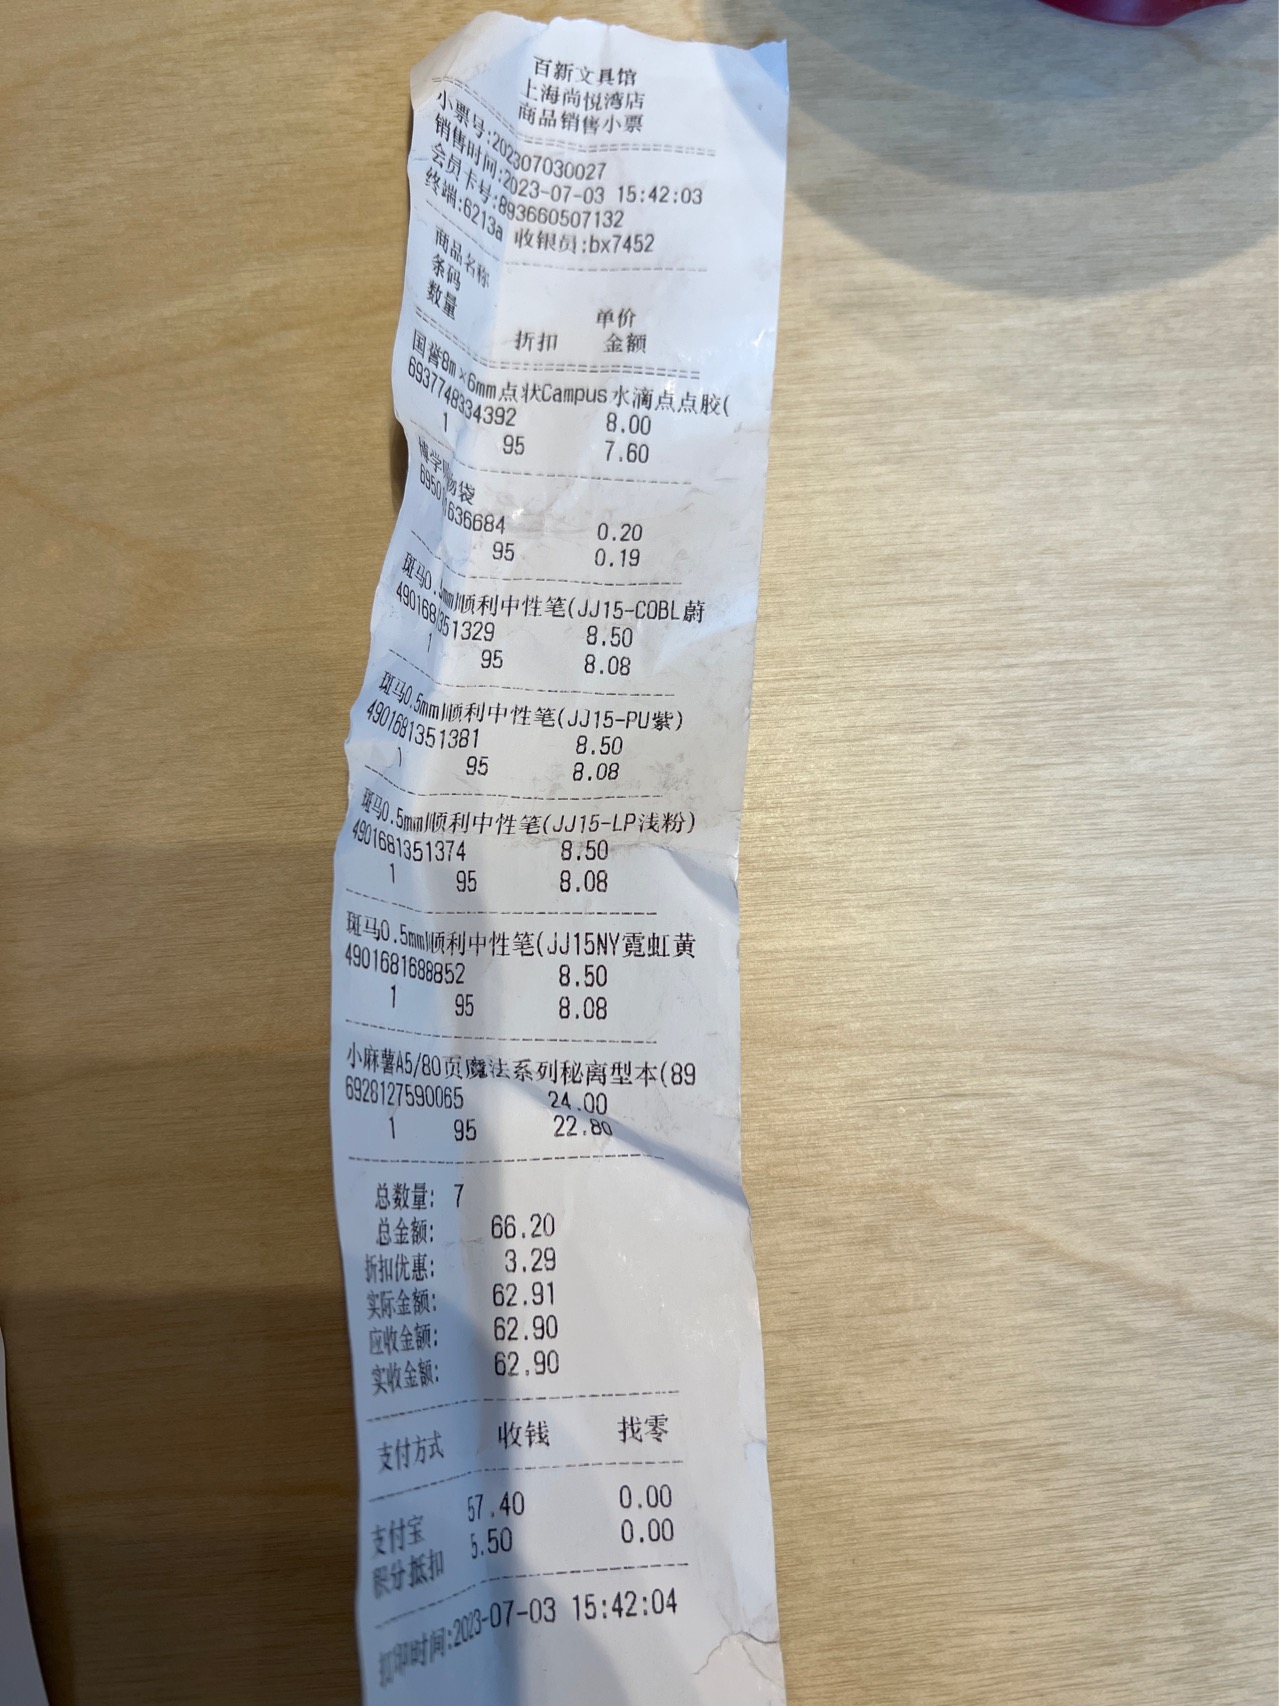 百新文具馆
上海尚悦湾店
商品销售小票
小票号:202307030027
销售时间:2023-07-03 15:42:03
会员卡号:893660507132
终端:6213a 收银员:bx7452
商品名称
条码 单价
数量 折扣 金额
国誉8m×6mm点状Campus水滴点点胶(
6937748334392 8.00
1 95 7.60
博学购物袋
636684 0.20
95 0.19
斑马0.5mm顺利中性笔(JJ15-COBL蔚
4901681351329 8.50
1 95 8.08
斑马0.5mm顺利中性笔(JJ15-PU紫)
4901681351381 8.50
1 95 8.08
斑马0.5mm顺利中性笔(JJ15-LP浅粉)
4901681351374 8.50
1 95 8.08
斑马0.5mm顺利中性笔(JJ15NY霓虹黄
4901681688852 8.50
1 95 8.08
小麻薯A5/80页魔法系列秘离型本(89
6928127590065 24.00
1 95 22.80
总数量: 7
总金额: 66.20
折扣优惠: 3.29
实际金额: 62.91
应收金额: 62.90
实收金额: 62.90
支付方式 收钱 找零
支付宝 57.40 0.00
积分抵扣 5.50 0.00
打印时间:2023-07-03 15:42:04